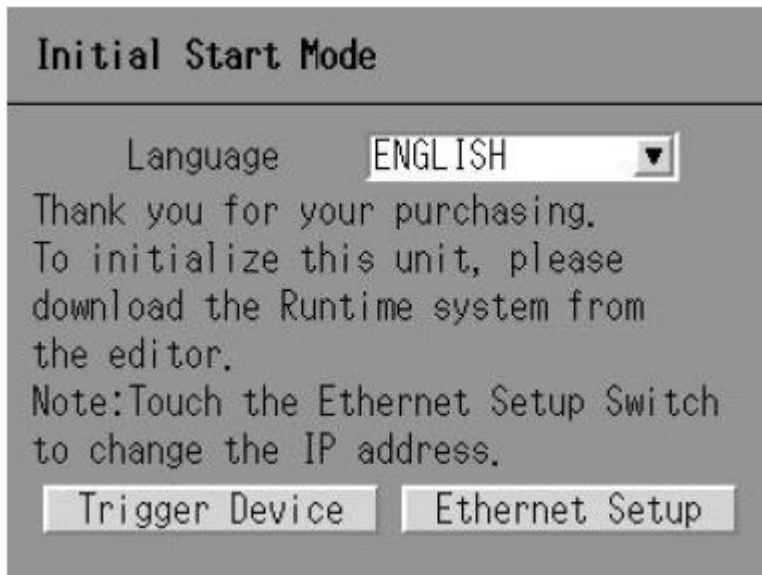 Initial Start Mode
Language ENGLISH
Thank you for your purchasing.
To initialize this unit, please
download the Runtime system from
the editor.
Note:Touch the Ethernet Setup Switch
to change the IP address.
Trigger Device Ethernet Setup